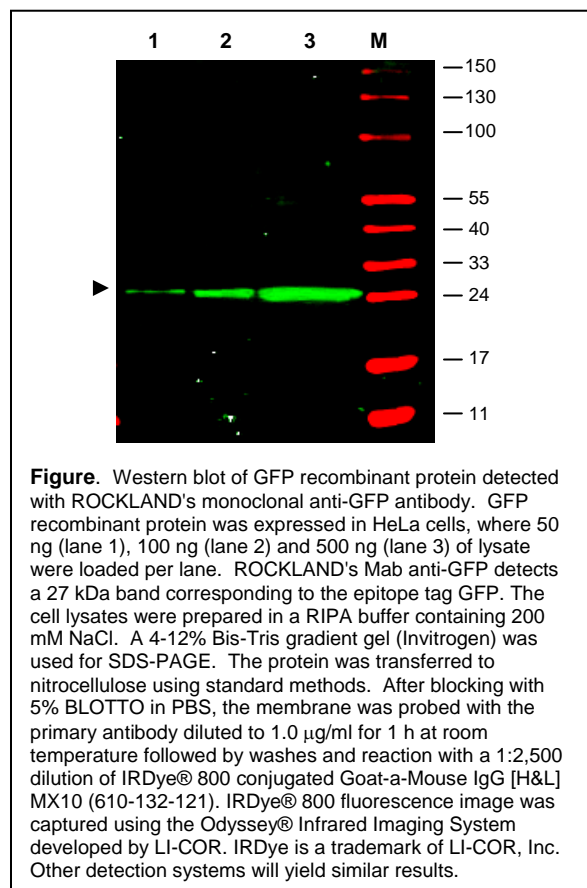 1 2 3 M
150
130
100
55
40
33
24
17
11
Figure. Western blot of GFP recombinant protein detected
with ROCKLAND's monoclonal anti-GFP antibody. GFP
recombinant protein was expressed in HeLa cells, where 50
ng (lane 1), 100 ng (lane 2) and 500 ng (lane 3) of lysate
were loaded per lane. ROCKLAND's Mab anti-GFP detects
a 27 kDa band corresponding to the epitope tag GFP. The
cell lysates were prepared in a RIPA buffer containing 200
mM NaCl. A 4-12% Bis-Tris gradient gel (Invitrogen) was
used for SDS-PAGE. The protein was transferred to
nitrocellulose using standard methods. After blocking with
5% BLOTTO in PBS, the membrane was probed with the
primary antibody diluted to 1.0 μg/ml for 1 h at room
temperature followed by washes and reaction with a 1:2,500
dilution of IRDye® 800 conjugated Goat-a-Mouse IgG [H&L]
MX10 (610-132-121). IRDye® 800 fluorescence image was
captured using the Odyssey® Infrared Imaging System
developed by LI-COR. IRDye is a trademark of LI-COR, Inc.
Other detection systems will yield similar results.